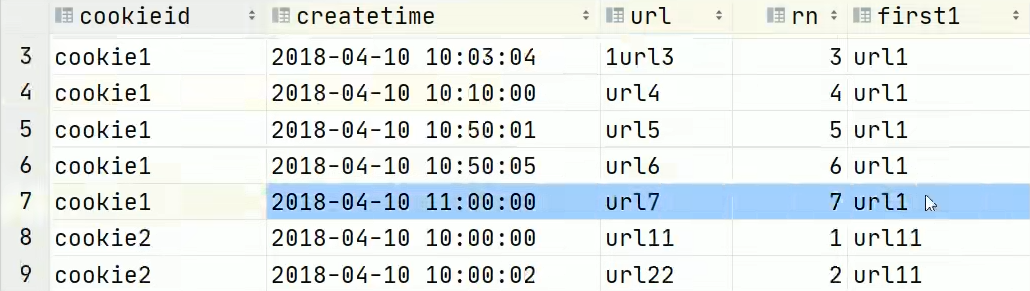 cookieid createtime url rn first1
3 cookie1 2018-04-10 10:03:04 1url3 3 url1
4 cookie1 2018-04-10 10:10:00 url4 4 url1
5 cookie1 2018-04-10 10:50:01 url5 5 url1
6 cookie1 2018-04-10 10:50:05 url6 6 url1
7 cookie1 2018-04-10 11:00:00 url7 7 url1
8 cookie2 2018-04-10 10:00:00 url11 1 url11
9 cookie2 2018-04-10 10:00:02 url22 2 url11